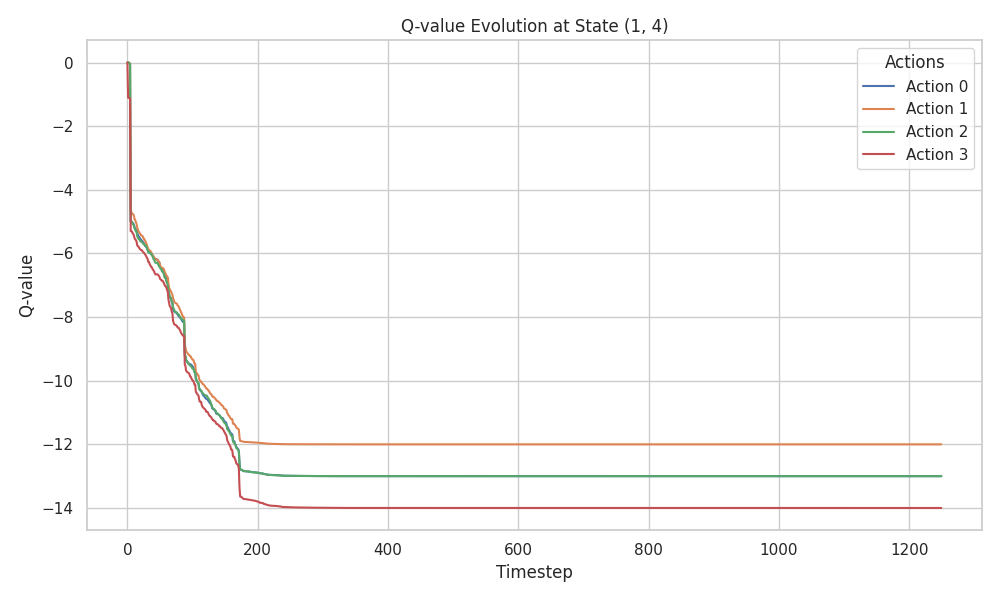 Q-value Evolution at State (1, 4)
Actions
Action 0
Action 1
Action 2
Action 3
Q-value
0
−2
−4
−6
−8
−10
−12
−14
0 200 400 600 800 1000 1200
Timestep